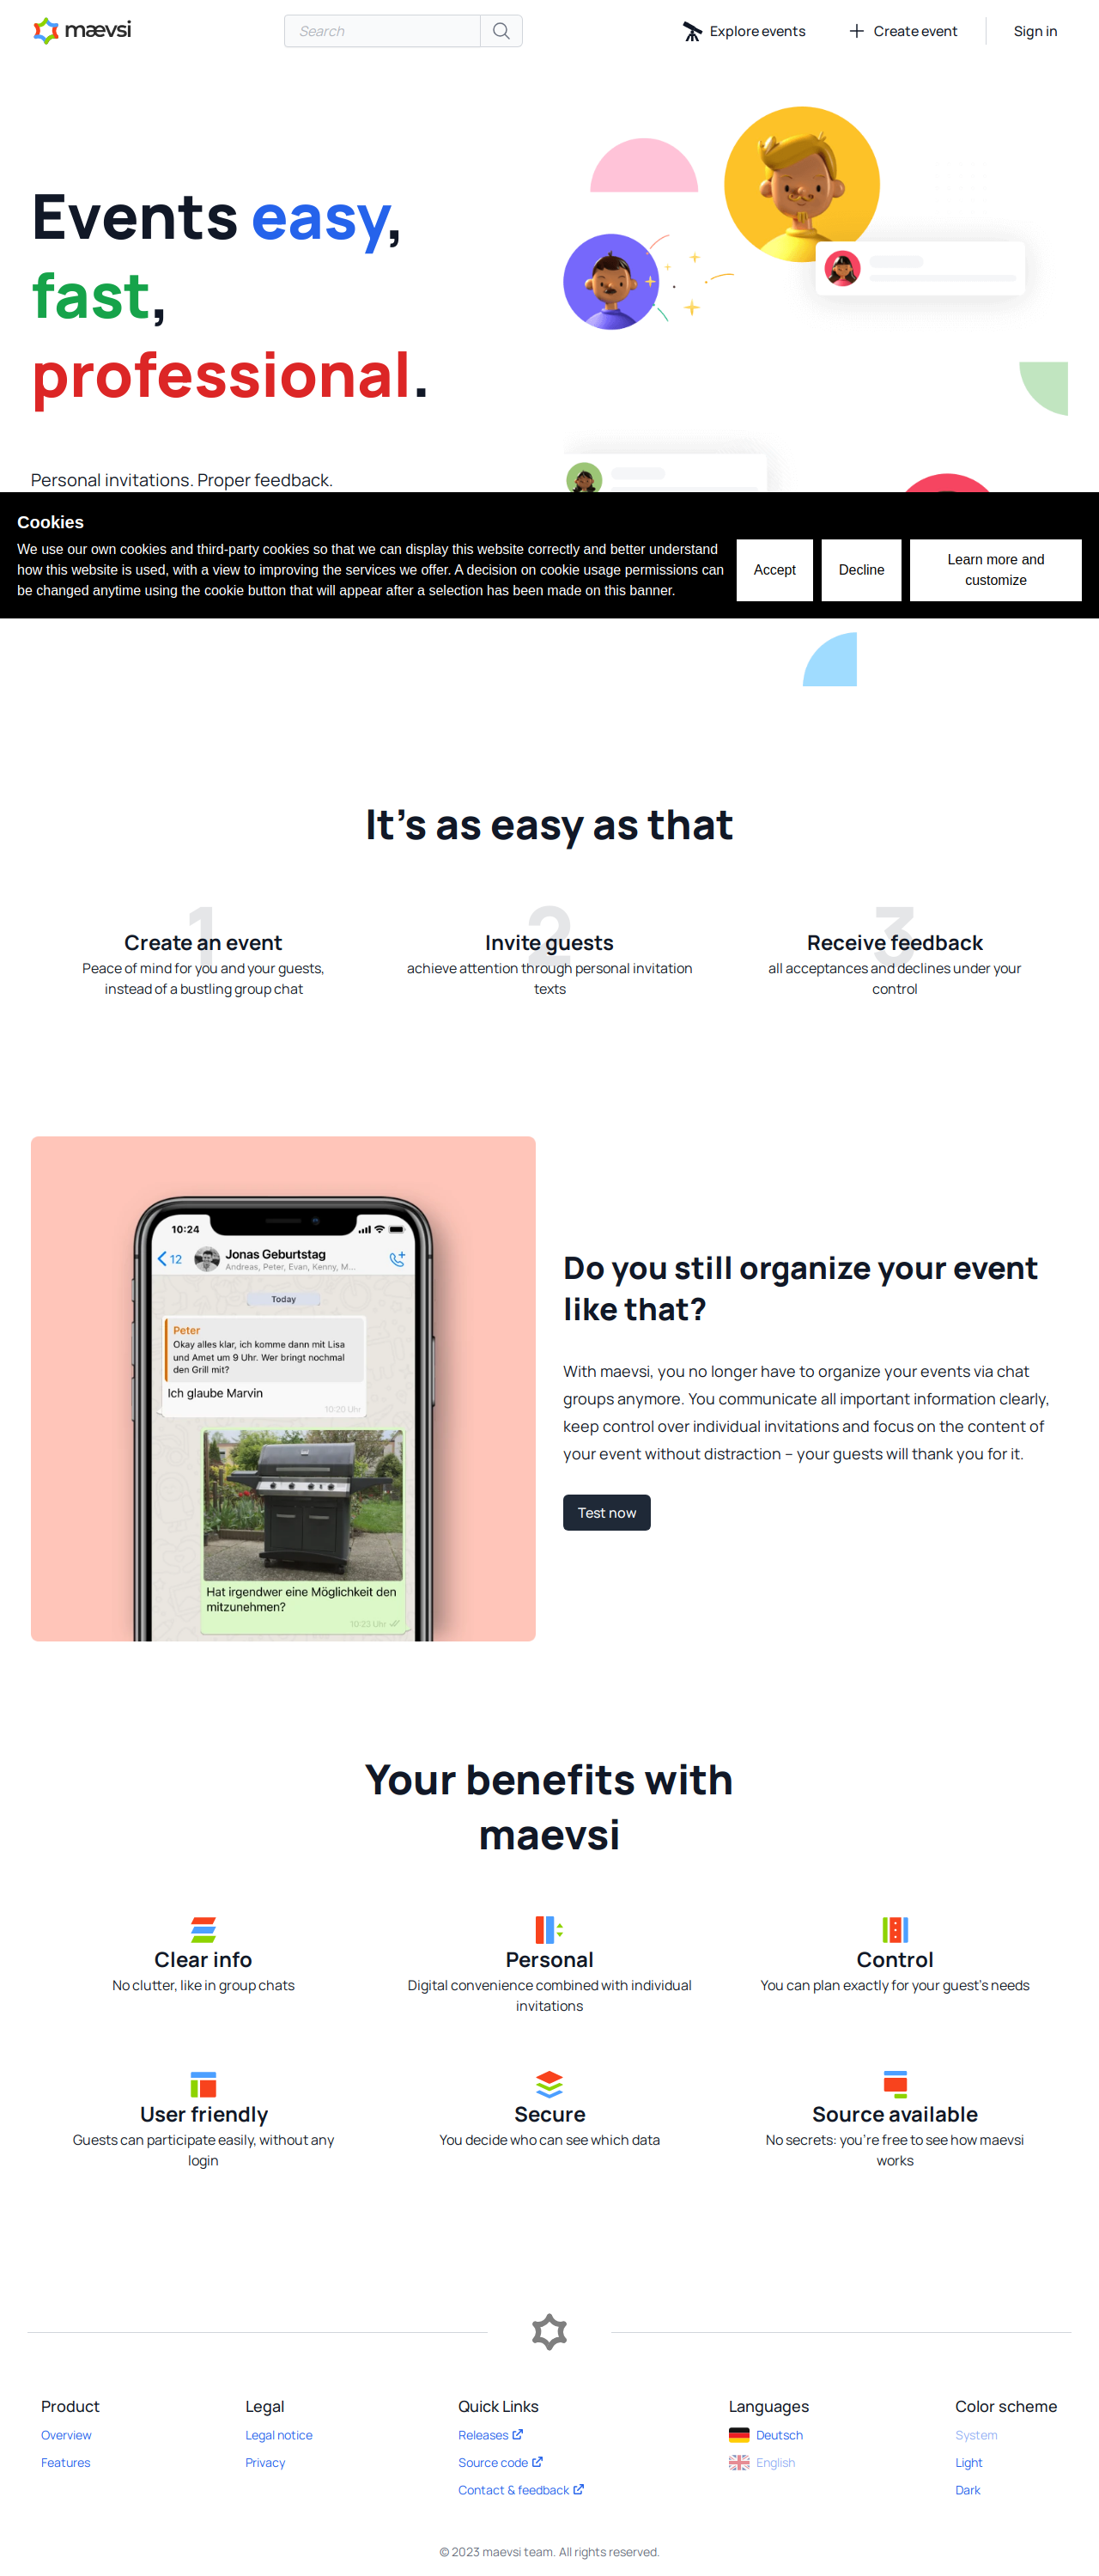 mævsi
Search
Explore events
Create event
Sign in
Events easy,
fast,
professional.
Personal invitations. Proper feedback.
Cookies
We use our own cookies and third-party cookies so that we can display this website correctly and better understand
how this website is used, with a view to improving the services we offer. A decision on cookie usage permissions can
be changed anytime using the cookie button that will appear after a selection has been made on this banner.
Accept
Decline
Learn more and
customize
It's as easy as that
1
Create an event
Peace of mind for you and your guests,
instead of a bustling group chat
2
Invite guests
achieve attention through personal invitation
texts
3
Receive feedback
all acceptances and declines under your
control
10:24
12
Jonas Geburtstag
Andreas, Peter, Evan, Kenny, M...
Today
Peter
Okay alles klar, ich komme dann mit Lisa
und Amet um 9 Uhr. Wer bringt nochmal
den Grill mit?
Ich glaube Marvin
10:20 Uhr
Hat irgendwer eine Möglichkeit den
mitzunehmen?
10:23 Uhr
Do you still organize your event
like that?
With maevsi, you no longer have to organize your events via chat
groups anymore. You communicate all important information clearly,
keep control over individual invitations and focus on the content of
your event without distraction – your guests will thank you for it.
Test now
Your benefits with
maevsi
Clear info
No clutter, like in group chats
Personal
Digital convenience combined with individual
invitations
Control
You can plan exactly for your guest's needs
User friendly
Guests can participate easily, without any
login
Secure
You decide who can see which data
Source available
No secrets: you're free to see how maevsi
works
Product
Overview
Features
Legal
Legal notice
Privacy
Quick Links
Releases
Source code
Contact & feedback
Languages
Deutsch
English
Color scheme
System
Light
Dark
© 2023 maevsi team. All rights reserved.